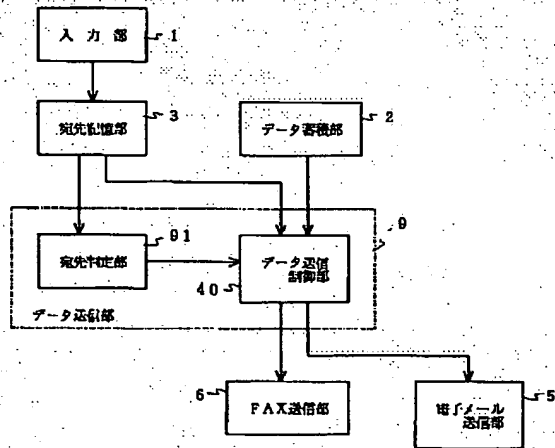 入力部 1
宛先記憶部 3
データ蓄積部 2
9
宛先判定部 91
データ送信
制御部
40
データ送信部
6 FAX送信部
電子メール
送信部 5